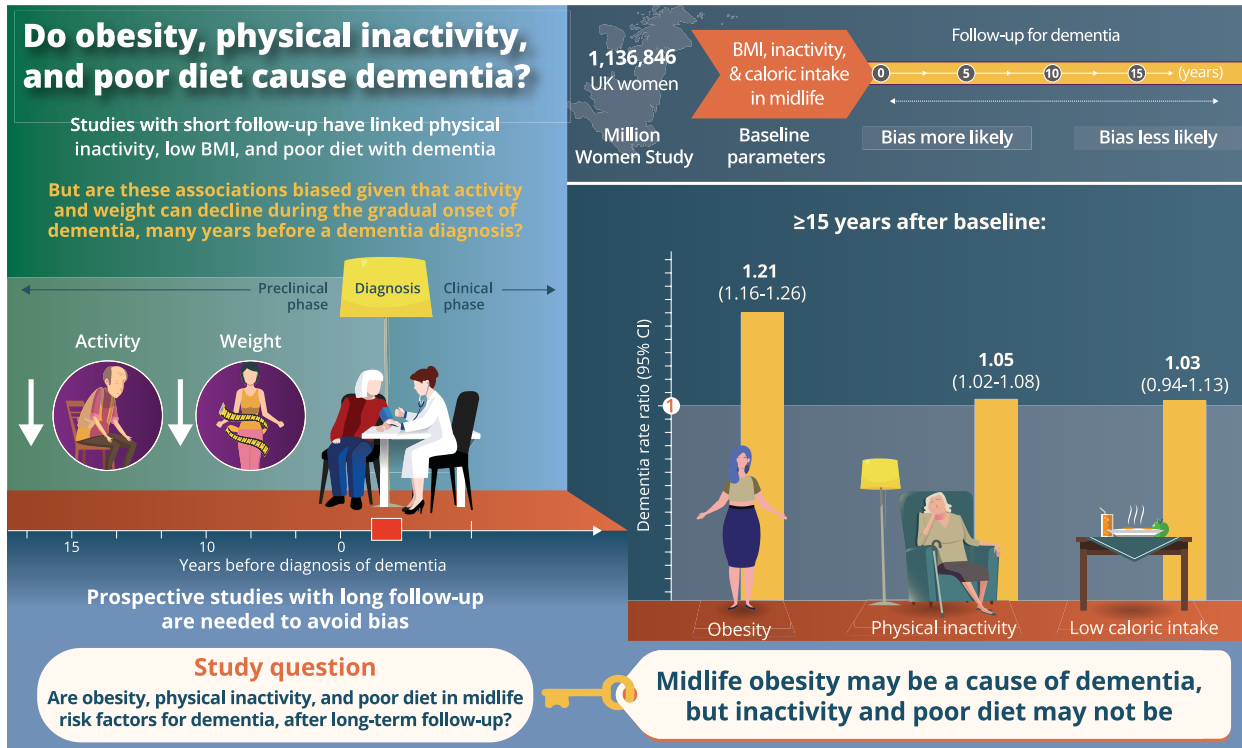 Do obesity, physical inactivity,
and poor diet cause dementia?
Studies with short follow-up have linked physical
inactivity, low BMI, and poor diet with dementia
But are these associations biased given that activity
and weight can decline during the gradual onset of
dementia, many years before a dementia diagnosis?
Preclinical
phase
Diagnosis
Clinical
phase
Activity
Weight
15
10
0
Years before diagnosis of dementia
Prospective studies with long follow-up
are needed to avoid bias
Study question
Are obesity, physical inactivity, and poor diet in midlife
risk factors for dementia, after long-term follow-up?
1,136,846
UK women
Million
Women Study
BMI, inactivity,
& caloric intake
in midlife
Baseline
parameters
Follow-up for dementia
0 5 10 15 (years)
Bias more likely
Bias less likely
≥15 years after baseline:
Dementia rate ratio (95% CI)
1
1.21
(1.16-1.26)
1.05
(1.02-1.08)
1.03
(0.94-1.13)
Obesity
Physical inactivity
Low caloric intake
Midlife obesity may be a cause of dementia,
but inactivity and poor diet may not be